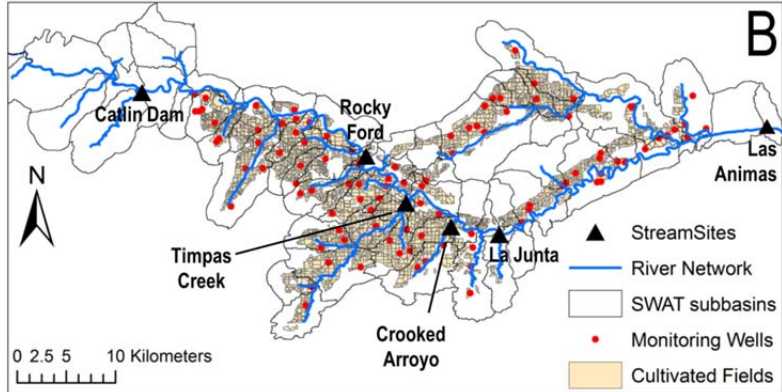 B
Catlin Dam
Rocky
Ford
Las
Animas
N
Timpas
Creek
La Junta
Crooked
Arroyo
StreamSites
River Network
SWAT subbasins
Monitoring Wells
Cultivated Fields
0 2.5 5 10 Kilometers